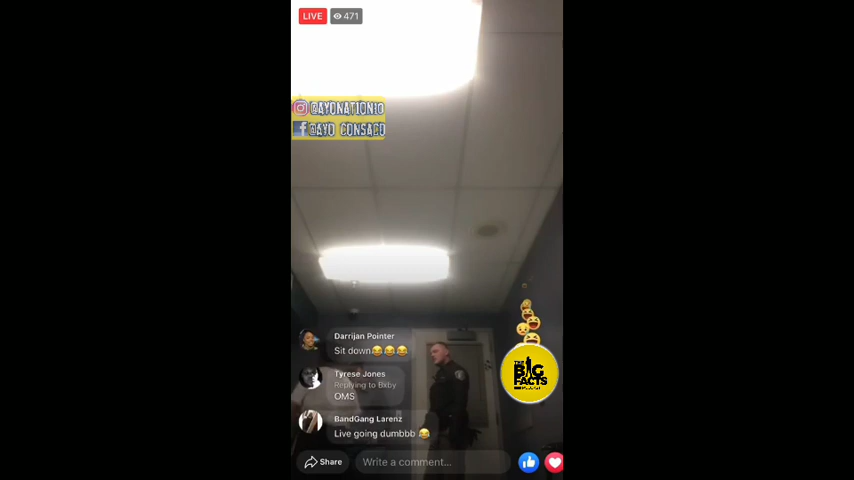 LIVE 471
@AYONATION10
@AYO CONSAGO
Darrijan Pointer
Sit down😂😂😂
Tyrese Jones
Replying to Bxby
OMS
BandGang Larenz
Live going dumbbb 😂
THE
BIG
FACTS
Share
Write a comment...